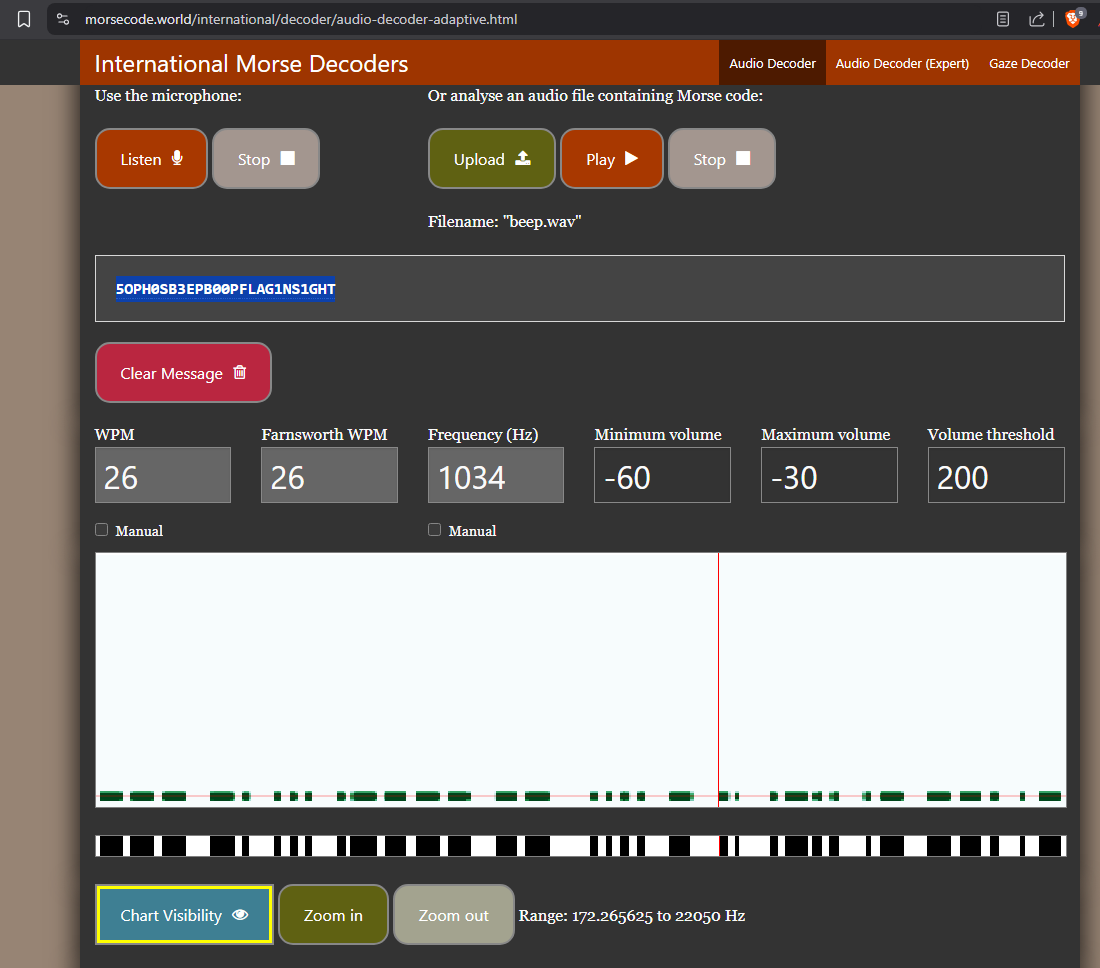 morsecode.world/international/decoder/audio-decoder-adaptive.html
9
International Morse Decoders
Audio Decoder
Audio Decoder (Expert)
Gaze Decoder
Use the microphone:
Or analyse an audio file containing Morse code:
Listen
Stop
Upload
Play
Stop
Filename: "beep.wav"
5OPH0SB3EPB00PFLAG1NS1GHT
Clear Message
WPM
Farnsworth WPM
Frequency (Hz)
Minimum volume
Maximum volume
Volume threshold
26
26
1034
-60
-30
200
Manual
Manual
Chart Visibility
Zoom in
Zoom out
Range: 172.265625 to 22050 Hz